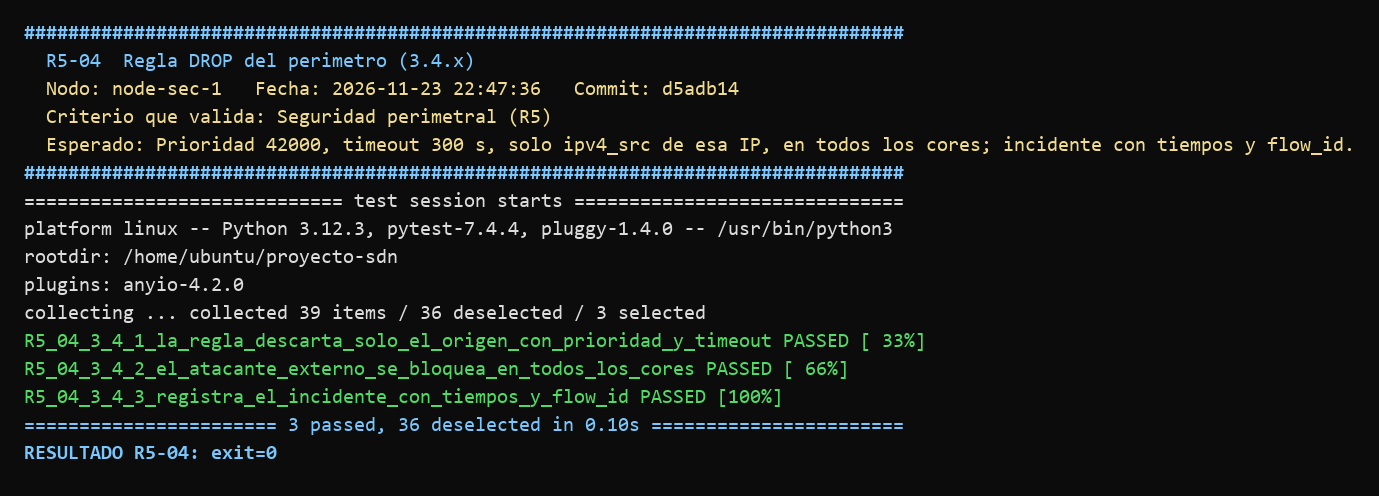 ################################################################################
R5-04  Regla DROP del perimetro (3.4.x)
Nodo: node-sec-1   Fecha: 2026-11-23 22:47:36   Commit: d5adb14
Criterio que valida: Seguridad perimetral (R5)
Esperado: Prioridad 42000, timeout 300 s, solo ipv4_src de esa IP, en todos los cores; incidente con tiempos y flow_id.
################################################################################
============================= test session starts ==============================
platform linux -- Python 3.12.3, pytest-7.4.4, pluggy-1.4.0 -- /usr/bin/python3
rootdir: /home/ubuntu/proyecto-sdn
plugins: anyio-4.2.0
collecting ... collected 39 items / 36 deselected / 3 selected
R5_04_3_4_1_la_regla_descarta_solo_el_origen_con_prioridad_y_timeout PASSED [ 33%]
R5_04_3_4_2_el_atacante_externo_se_bloquea_en_todos_los_cores PASSED [ 66%]
R5_04_3_4_3_registra_el_incidente_con_tiempos_y_flow_id PASSED [100%]
======================= 3 passed, 36 deselected in 0.10s =======================
RESULTADO R5-04: exit=0